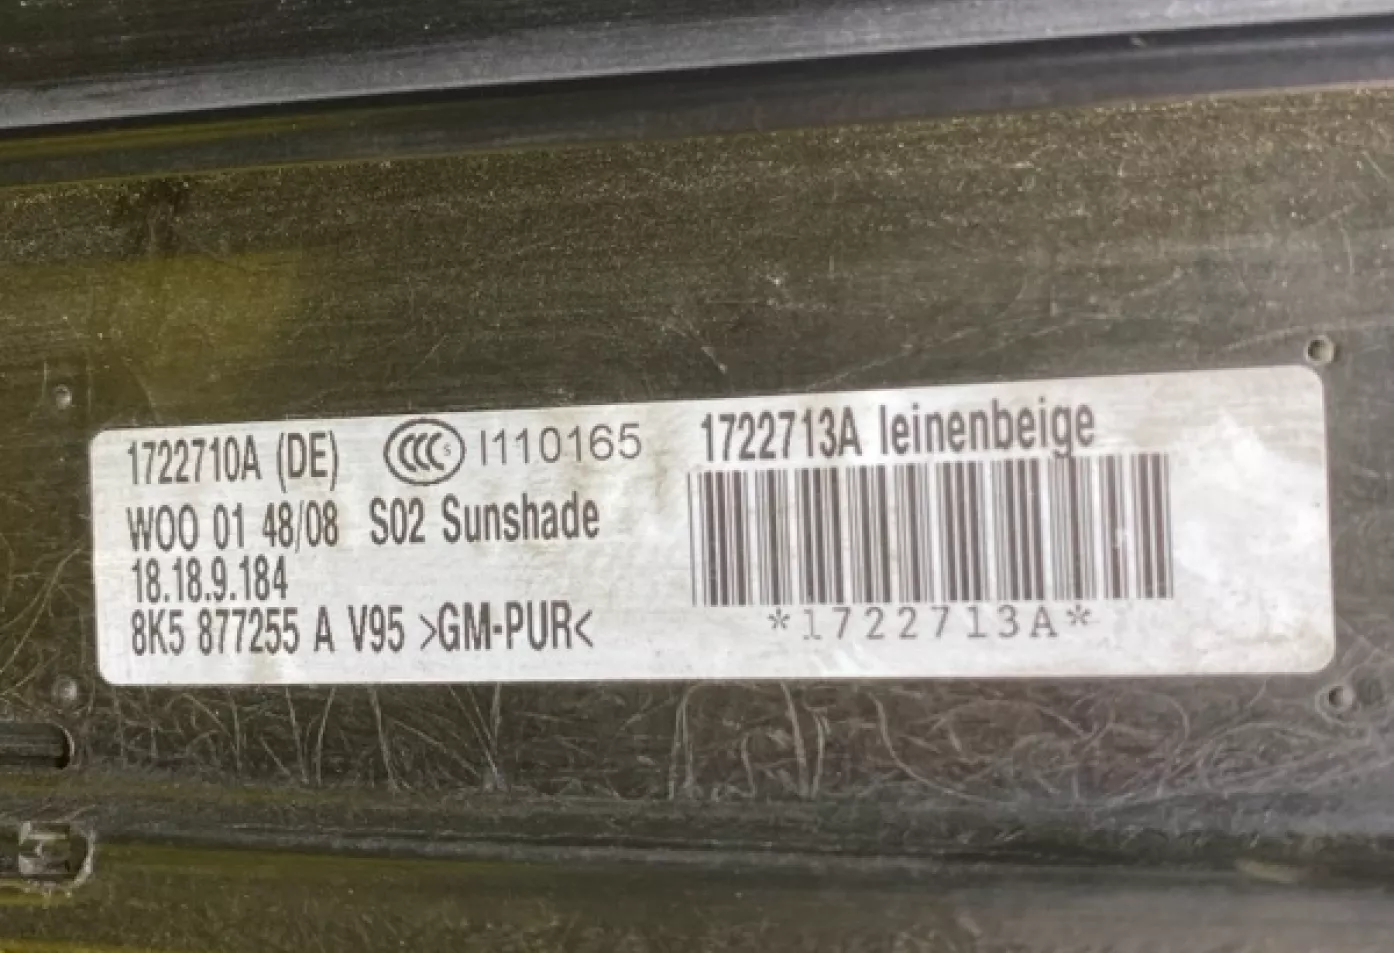 1722710A (DE) CCC S I110165
WOO 01 48/08 S02 Sunshade
18.18.9.184
8K5 877255 A V95 >GM-PUR<
1722713A leinenbeige
*1722713A*